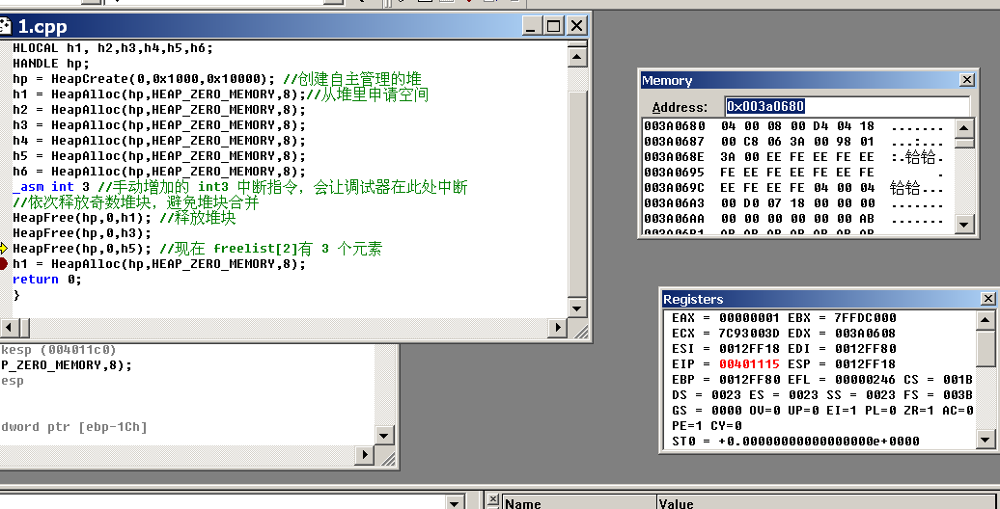 1.cpp
HLOCAL h1, h2,h3,h4,h5,h6;
HANDLE hp;
hp = HeapCreate(0,0x1000,0x10000); //创建自主管理的堆
h1 = HeapAlloc(hp,HEAP_ZERO_MEMORY,8);//从堆里申请空间
h2 = HeapAlloc(hp,HEAP_ZERO_MEMORY,8);
h3 = HeapAlloc(hp,HEAP_ZERO_MEMORY,8);
h4 = HeapAlloc(hp,HEAP_ZERO_MEMORY,8);
h5 = HeapAlloc(hp,HEAP_ZERO_MEMORY,8);
h6 = HeapAlloc(hp,HEAP_ZERO_MEMORY,8);
_asm int 3 //手动增加的 int3 中断指令，会让调试器在此处中断
//依次释放奇数堆块，避免堆块合并
HeapFree(hp,0,h1); //释放堆块
HeapFree(hp,0,h3);
HeapFree(hp,0,h5); //现在 freelist[2]有 3 个元素
h1 = HeapAlloc(hp,HEAP_ZERO_MEMORY,8);
return 0;
}
kesp (004011c0)
P_ZERO_MEMORY,8);
esp
dword ptr [ebp-1Ch]
Memory
Address: 0x003a0680
003A0680 04 00 08 00 D4 04 18 .......
003A0687 00 C8 06 3A 00 98 01 ...:...
003A068E 3A 00 EE FE EE FE EE :.铪铪.
003A0695 FE EE FE EE FE EE FE .
003A069C EE FE EE FE 04 00 04 铪铪...
003A06A3 00 D0 07 18 00 00 00 .......
003A06AA 00 00 00 00 00 00 AB .......
003A06B1 AB AB AB AB AB AB AB
Registers
EAX = 00000001 EBX = 7FFDC000
ECX = 7C93003D EDX = 003A0608
ESI = 0012FF18 EDI = 0012FF80
EIP = 00401115 ESP = 0012FF18
EBP = 0012FF80 EFL = 00000246 CS = 001B
DS = 0023 ES = 0023 SS = 0023 FS = 003B
GS = 0000 OV=0 UP=0 EI=1 PL=0 ZR=1 AC=0
PE=1 CY=0
ST0 = +0.00000000000000000e+0000
Name Value